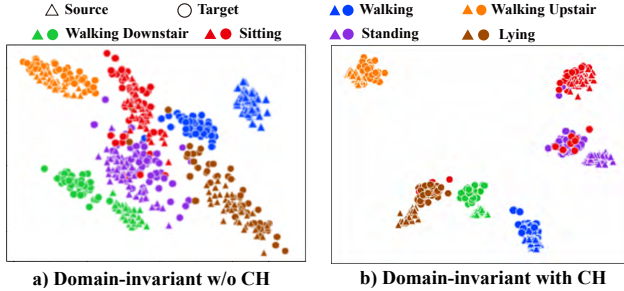 Source Target Walking Walking Upstair
Walking Downstair Sitting Standing Lying
a) Domain-invariant w/o CH b) Domain-invariant with CH